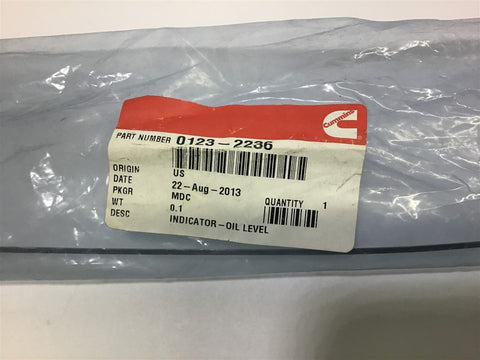 Cummins
PART NUMBER 0123-2236
ORIGIN US
DATE 22-Aug-2013
PKGR MDC
WT 0.1 QUANTITY 1
DESC INDICATOR-OIL LEVEL